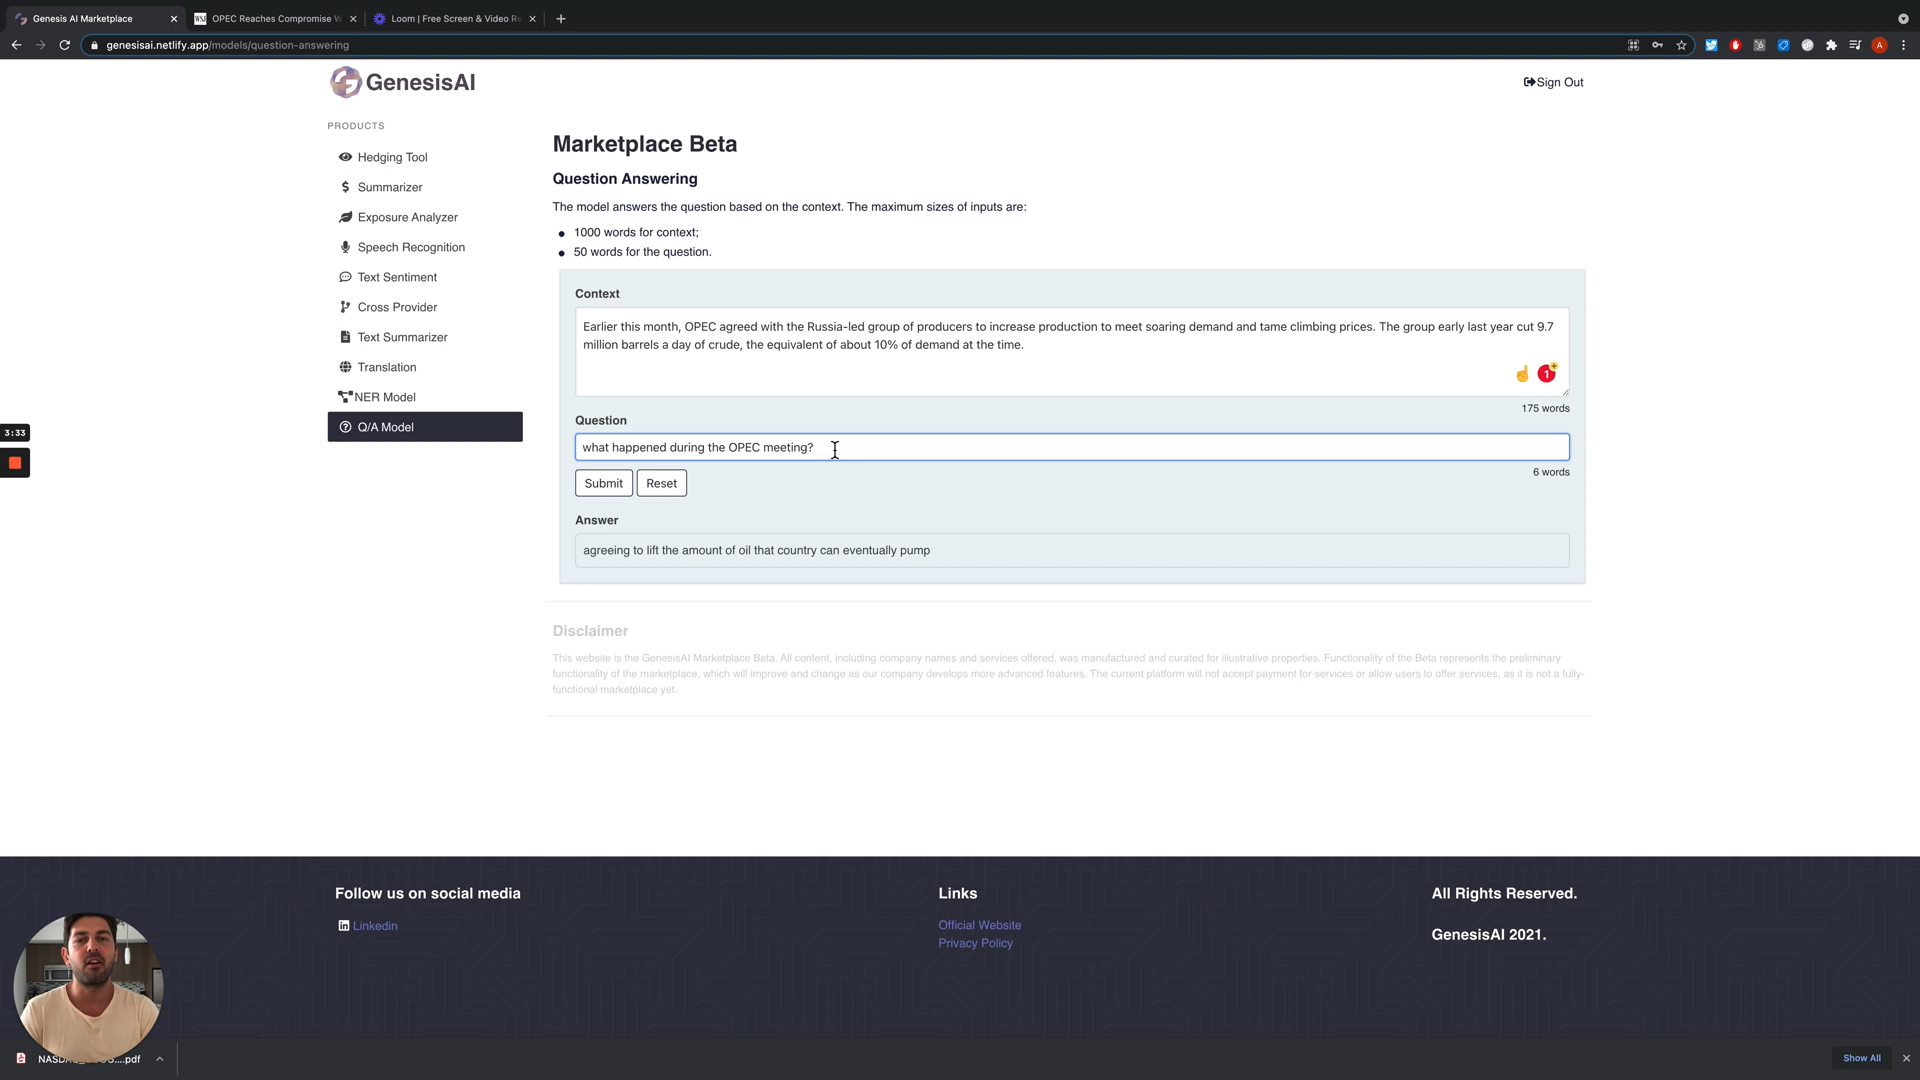 Genesis AI Marketplace
WSJ
OPEC Reaches Compromise W
Loom | Free Screen & Video Re
genesisai.netlify.app/models/question-answering
A
GenesisAI
Sign Out
PRODUCTS
Hedging Tool
Summarizer
Exposure Analyzer
Speech Recognition
Text Sentiment
Cross Provider
Text Summarizer
Translation
NER Model
Q/A Model
3:33
Marketplace Beta
Question Answering
The model answers the question based on the context. The maximum sizes of inputs are:
1000 words for context;
50 words for the question.
Context
Earlier this month, OPEC agreed with the Russia-led group of producers to increase production to meet soaring demand and tame climbing prices. The group early last year cut 9.7
million barrels a day of crude, the equivalent of about 10% of demand at the time.
1
175 words
Question
what happened during the OPEC meeting?
6 words
Submit
Reset
Answer
agreeing to lift the amount of oil that country can eventually pump
Disclaimer
This website is the GenesisAI Marketplace Beta. All content, including company names and services offered, was manufactured and curated for illustrative properties. Functionality of the Beta represents the preliminary
functionality of the marketplace, which will improve and change as our company develops more advanced features. The current platform will not accept payment for services or allow users to offer services, as it is not a fully-
functional marketplace yet.
Follow us on social media
Linkedin
Links
Official Website
Privacy Policy
All Rights Reserved.
GenesisAI 2021.
Show All